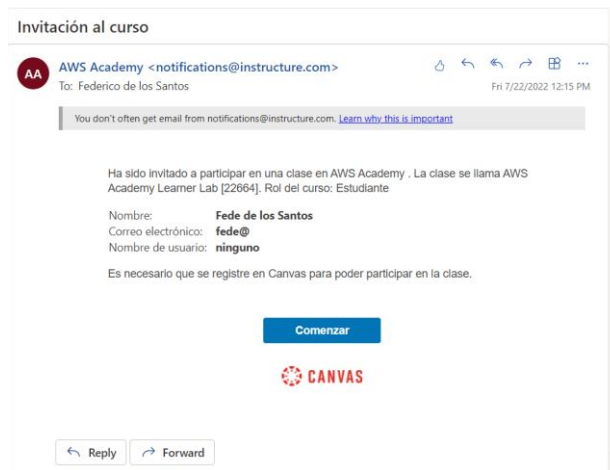 Invitación al curso
AA
AWS Academy <notifications@instructure.com>
To: Federico de los Santos
Fri 7/22/2022 12:15 PM
You don't often get email from notifications@instructure.com. Learn why this is important
Ha sido invitado a participar en una clase en AWS Academy . La clase se llama AWS
Academy Learner Lab [22664]. Rol del curso: Estudiante
Nombre: Fede de los Santos
Correo electrónico: fede@
Nombre de usuario: ninguno
Es necesario que se registre en Canvas para poder participar en la clase.
Comenzar
CANVAS
Reply Forward